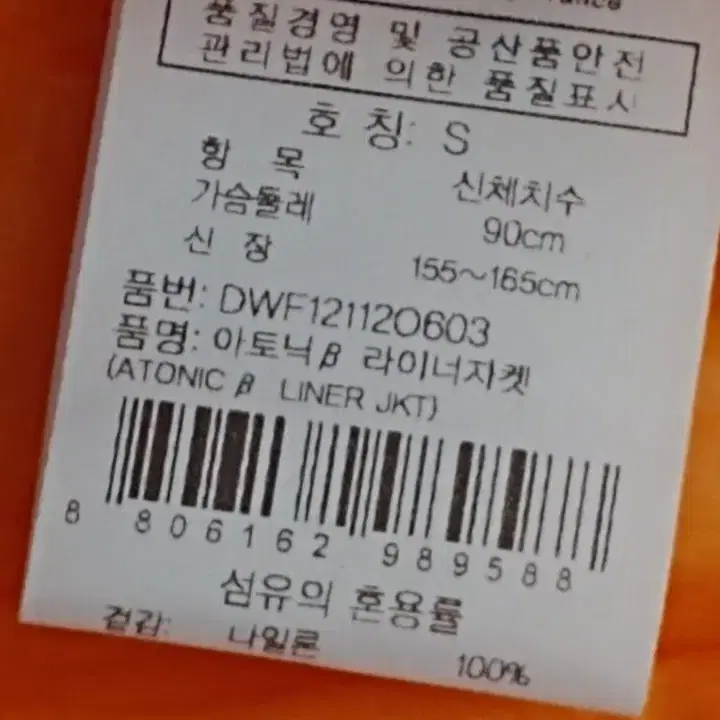 품질경영 및 공산품안전
관리법에 의한 품질표시
호 칭: S
항 목 신체치수
가슴둘레 90cm
신 장 155~165cm
품번: DWF12112O603
품명: 아토닉β 라이너자켓
(ATONIC β LINER JKT)
8 806162 989588
섬유의 혼용률
겉감: 나일론 100%